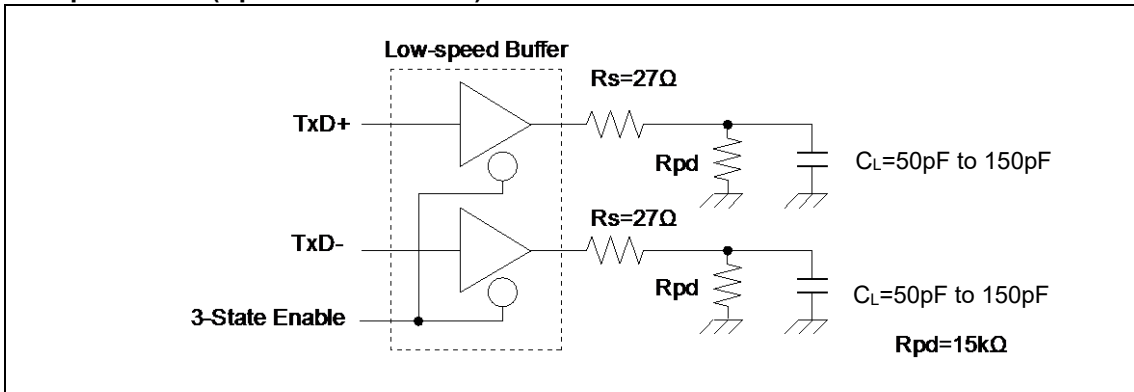 Low-speed Buffer
Rs=27Ω
TxD+
Rpd
CL=50pF to 150pF
Rs=27Ω
TxD-
Rpd
CL=50pF to 150pF
3-State Enable
Rpd=15kΩ